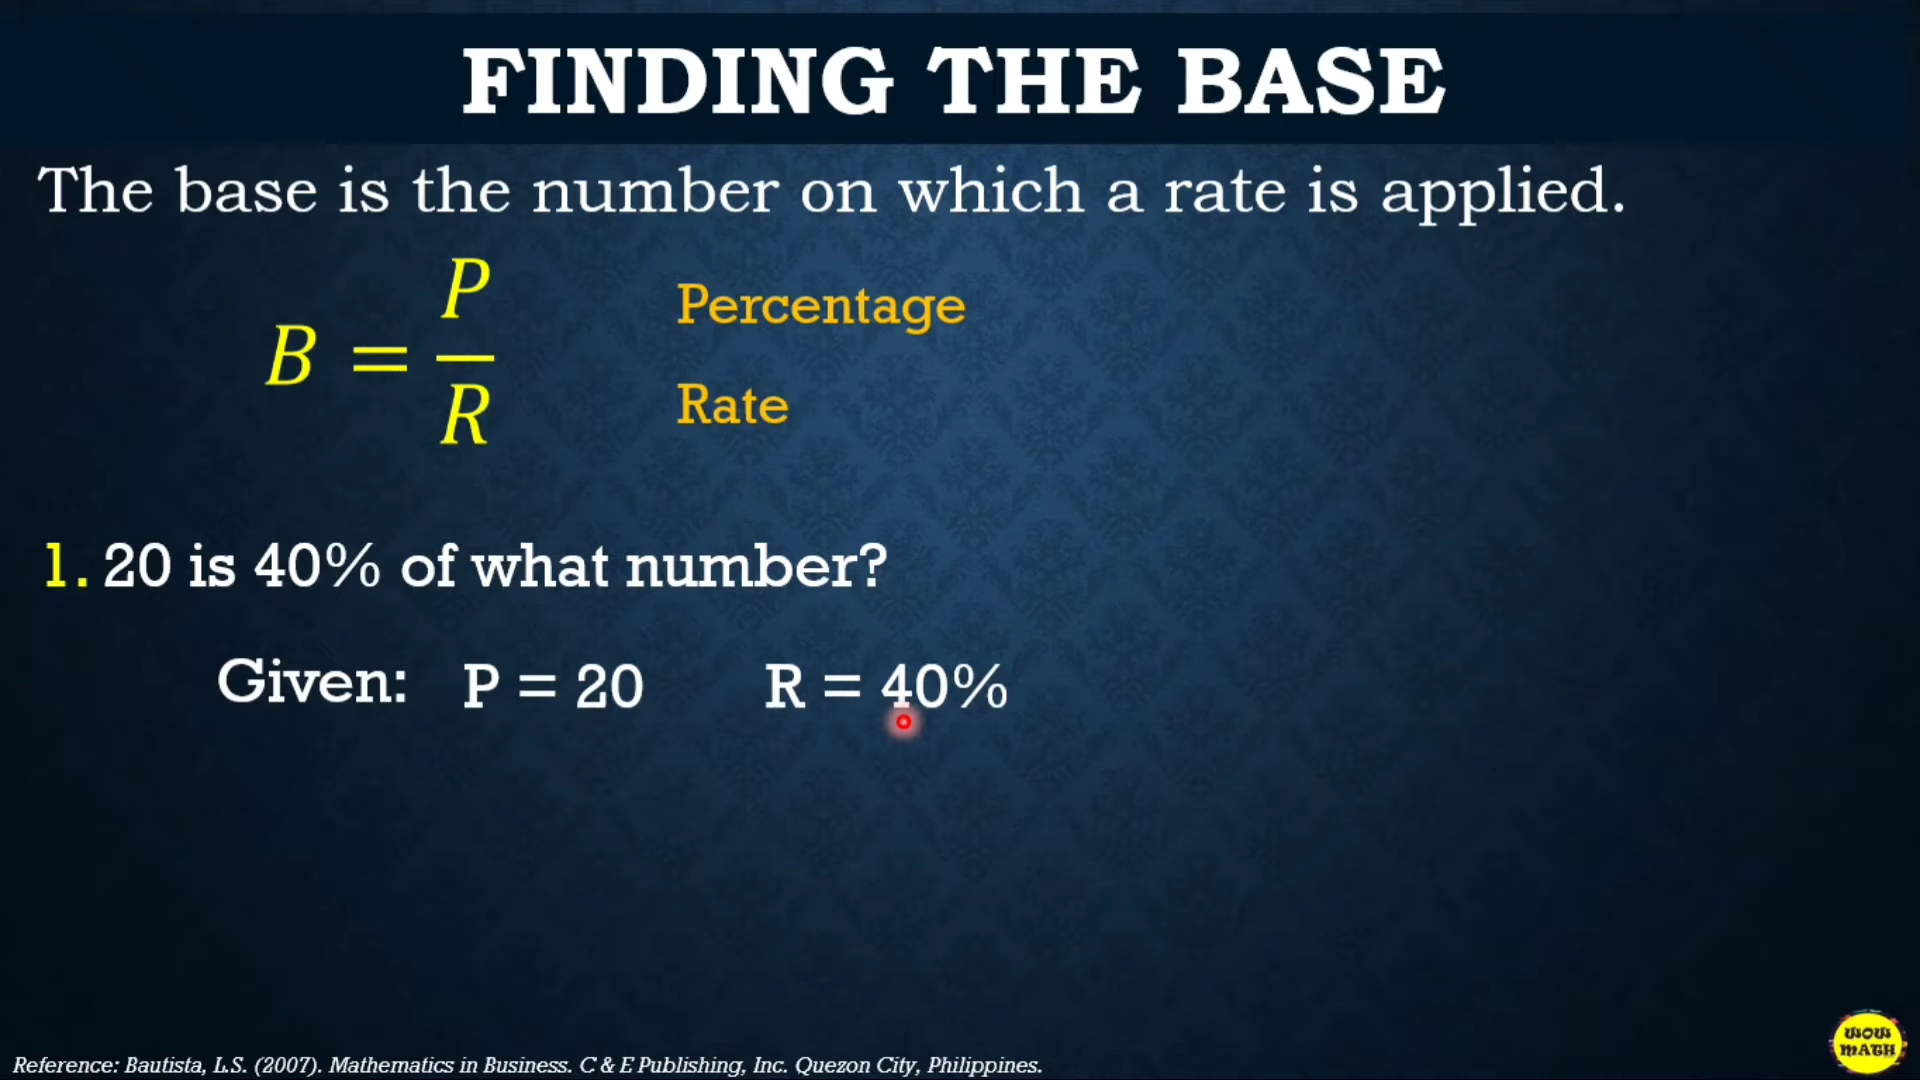 FINDING THE BASE
The base is the number on which a rate is applied.
B = P/R
Percentage
Rate
1. 20 is 40% of what number?
Given: P = 20 R = 40%
Reference: Bautista, L.S. (2007). Mathematics in Business. C & E Publishing, Inc. Quezon City, Philippines.
WOW
MATH